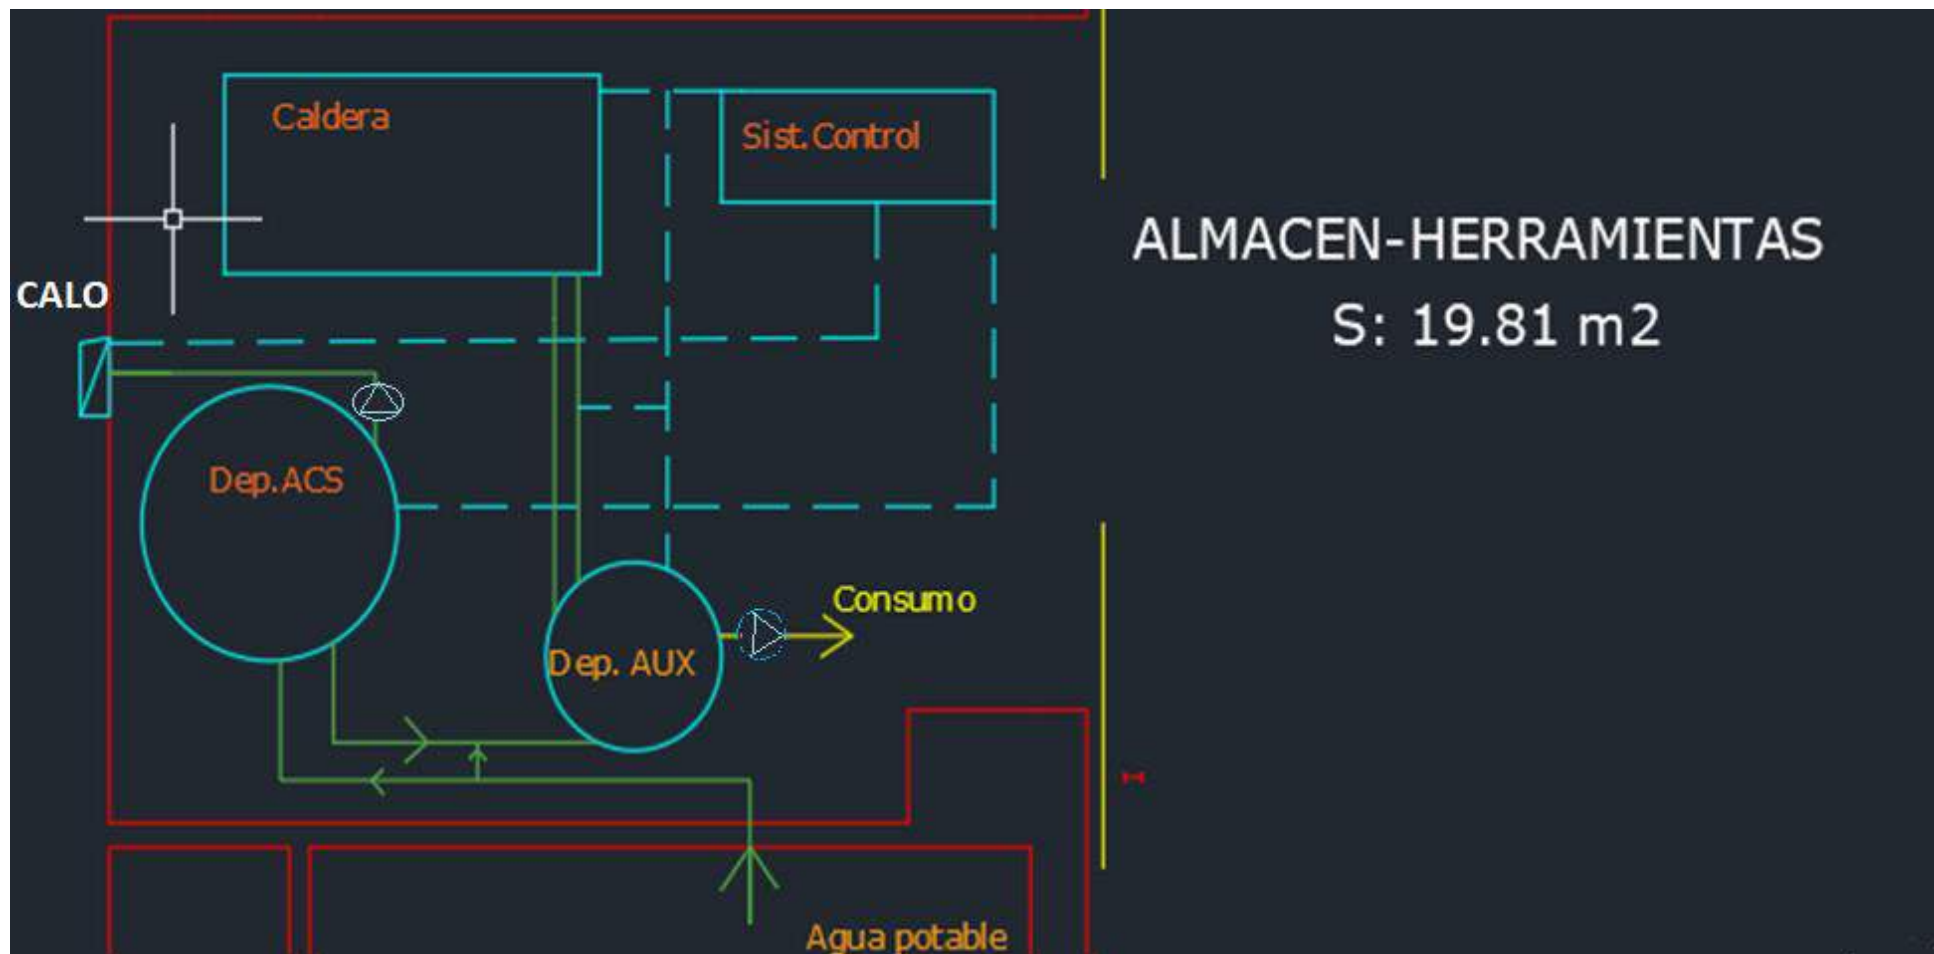 Caldera
Sist.Control
ALMACEN-HERRAMIENTAS
S: 19.81 m2
CALO
Dep.ACS
Consumo
Dep. AUX
Agua potable